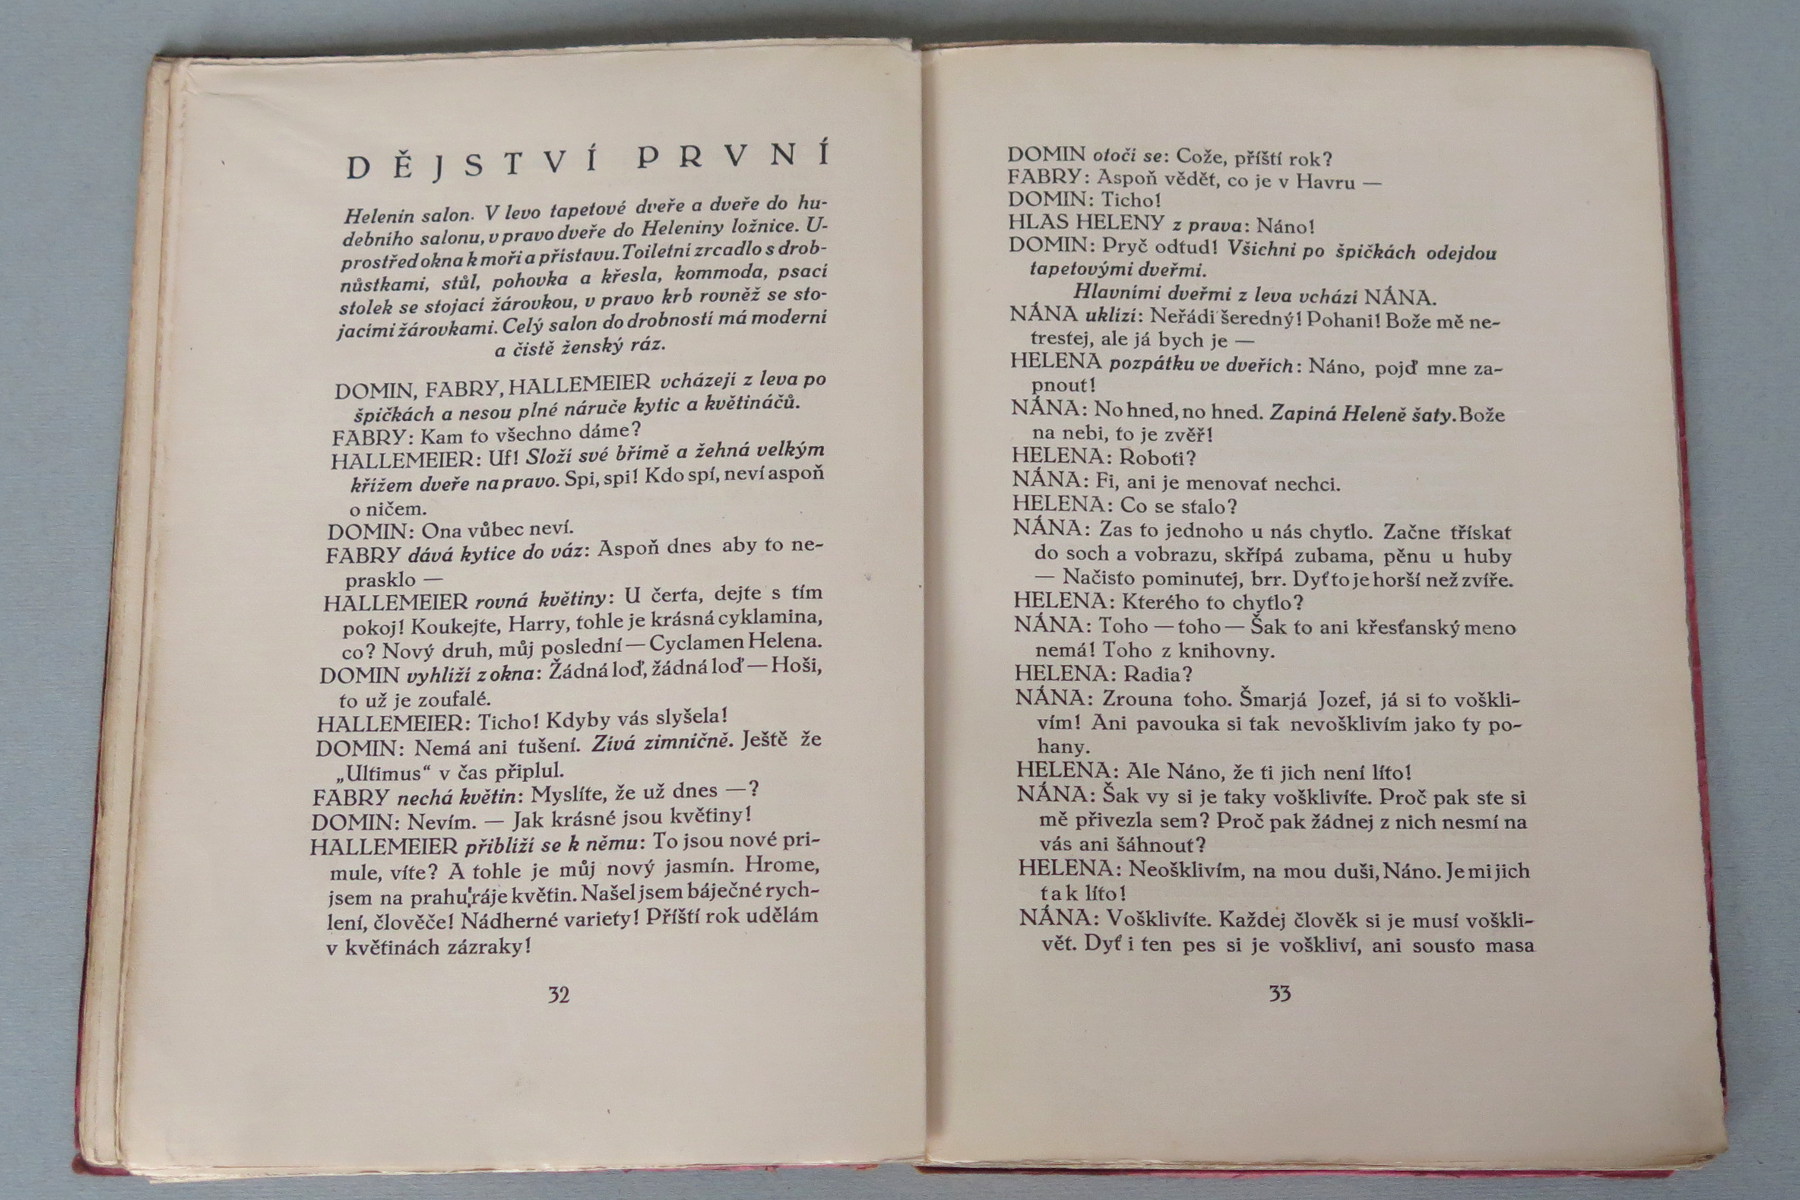 DĚJSTVÍ PRVNÍ
Helenin salon. V levo tapetové dveře a dveře do hu-
debního salonu, v pravo dveře do Heleniny ložnice. U-
prostřed okna k moři a přístavu. Toiletní zrcadlo s drob-
nůstkami, stůl, pohovka a křesla, kommoda, psací
stolek se stojací žárovkou, v pravo krb rovněž se sto-
jacími žárovkami. Celý salon do drobností má moderní
a čistě ženský ráz.
DOMIN, FABRY, HALLEMEIER vcházejí z leva po
špičkách a nesou plné náruče kytic a květináčů.
FABRY: Kam to všechno dáme?
HALLEMEIER: Uf! Složí své břímě a žehná velkým
křížem dveře na pravo. Spi, spi! Kdo spí, neví aspoň
o ničem.
DOMIN: Ona vůbec neví.
FABRY dává kytice do váz: Aspoň dnes aby to ne-
prasklo —
HALLEMEIER rovná květiny: U čerta, dejte s tím
pokoj! Koukejte, Harry, tohle je krásná cyklamina,
co? Nový druh, můj poslední — Cyclamen Helena.
DOMIN vyhlíží z okna: Žádná loď, žádná loď — Hoši,
to už je zoufalé.
HALLEMEIER: Ticho! Kdyby vás slyšela!
DOMIN: Nemá ani tušení. Zívá zimničně. Ještě že
„Ultimus“ v čas připlul.
FABRY nechá květin: Myslíte, že už dnes —?
DOMIN: Nevím. — Jak krásné jsou květiny!
HALLEMEIER přiblíží se k němu: To jsou nové pri-
mule, víte? A tohle je můj nový jasmín. Hrome,
jsem na prahu ráje květin. Našel jsem báječné rych-
lení, člověče! Nádherné variety! Příští rok udělám
v květinách zázraky!
32
DOMIN otočí se: Cože, příští rok?
FABRY: Aspoň vědět, co je v Havru —
DOMIN: Ticho!
HLAS HELENY z prava: Náno!
DOMIN: Pryč odtud! Všichni po špičkách odejdou
tapetovými dveřmi.
Hlavními dveřmi z leva vchází NÁNA.
NÁNA uklízí: Neřádi šeredný! Pohani! Bože mě ne-
trestej, ale já bych je —
HELENA pozpátku ve dveřích: Náno, pojď mne za-
pnout!
NÁNA: No hned, no hned. Zapíná Heleně šaty. Bože
na nebi, to je zvěř!
HELENA: Roboti?
NÁNA: Fi, ani je menovat nechci.
HELENA: Co se stalo?
NÁNA: Zas to jednoho u nás chytlo. Začne třískat
do soch a vobrazu, skřípá zubama, pěnu u huby
— Načisto pominutej, brr. Dyť to je horší než zvíře.
HELENA: Kterého to chytlo?
NÁNA: Toho — toho — Šak to ani křesťanský meno
nemá! Toho z knihovny.
HELENA: Radia?
NÁNA: Zrouna toho. Šmarjá Jozef, já si to voškli-
vím! Ani pavouka si tak nevošklivím jako ty po-
hany.
HELENA: Ale Náno, že ti jich není líto!
NÁNA: Šak vy si je taky vošklivíte. Proč pak ste si
mě přivezla sem? Proč pak žádnej z nich nesmí na
vás ani šáhnout?
HELENA: Neošklivím, na mou duši, Náno. Je mi jich
tak líto!
NÁNA: Vošklivíte. Každej člověk si je musí voškli-
vět. Dyť i ten pes si je voškliví, ani sousto masa
33